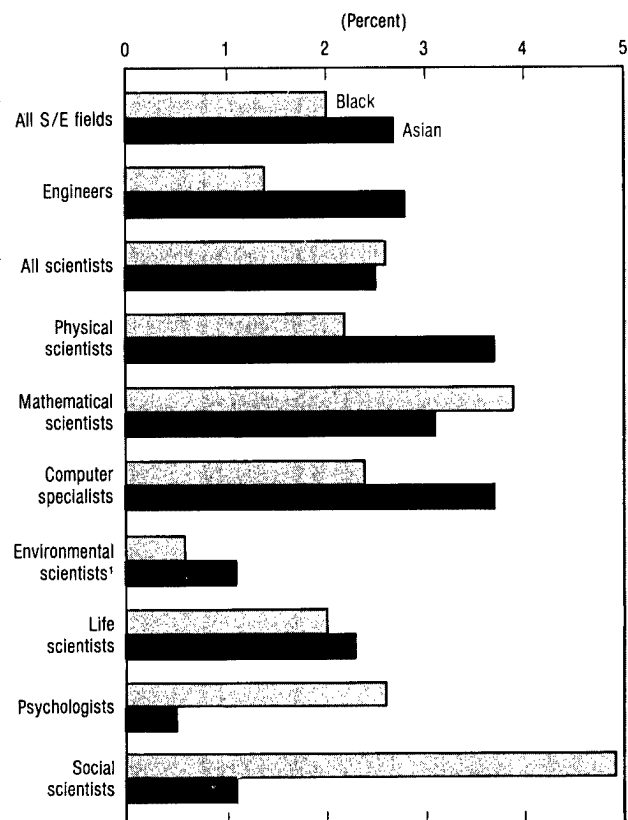 (Percent)
0 1 2 3 4 5
All S/E fields
Black
Asian
Engineers
All scientists
Physical
scientists
Mathematical
scientists
Computer
specialists
Environmental
scientists¹
Life
scientists
Psychologists
Social
scientists